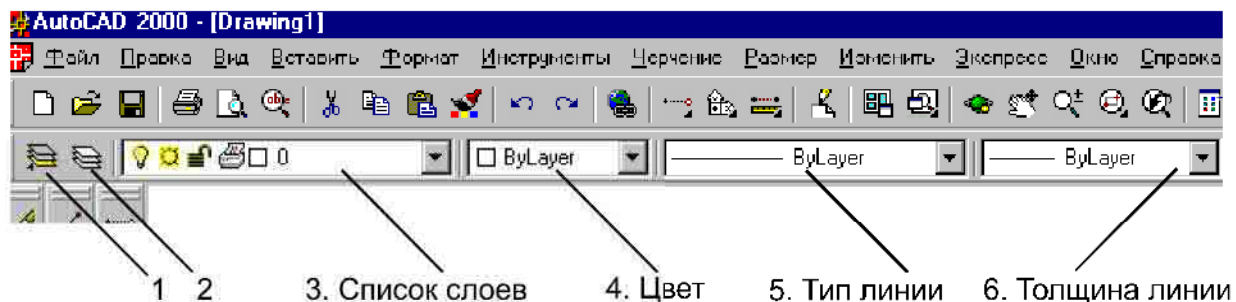 AutoCAD 2000 - [Drawing1]
Файл Правка Вид Вставить Формат Инструменты Черчение Размер Изменить Экспресс Окно Справка
abc
0 ByLayer ByLayer ByLayer
1 2 3. Список слоев 4. Цвет 5. Тип линии 6. Толщина линии